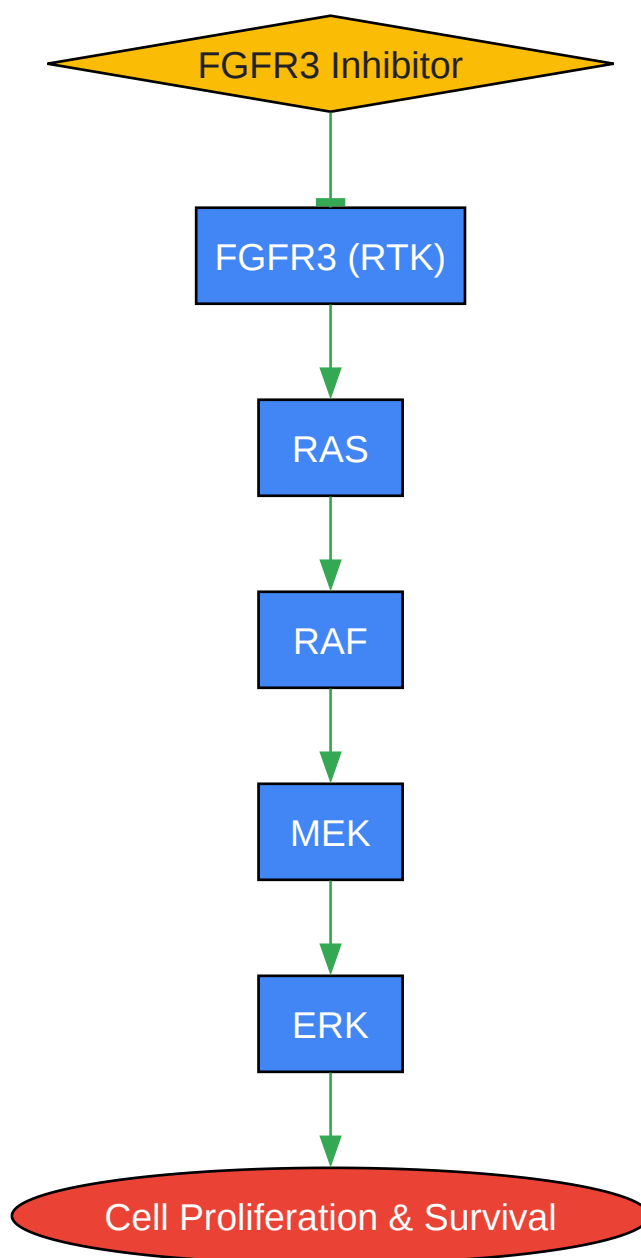 FGFR3 Inhibitor
FGFR3 (RTK)
RAS
RAF
MEK
ERK
Cell Proliferation & Survival